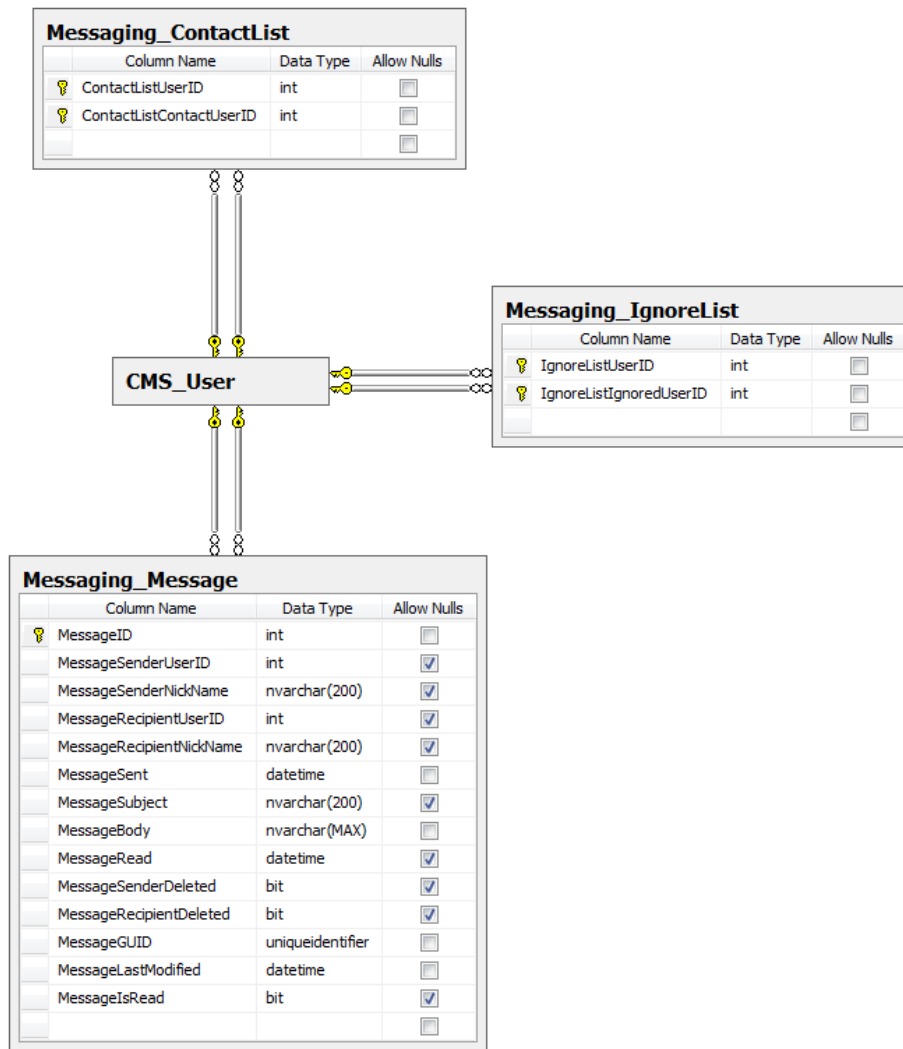 Messaging_ContactList
Column Name Data Type Allow Nulls
ContactListUserID int
ContactListContactUserID int
Messaging_IgnoreList
Column Name Data Type Allow Nulls
IgnoreListUserID int
IgnoreListIgnoredUserID int
CMS_User
Messaging_Message
Column Name Data Type Allow Nulls
MessageID int
MessageSenderUserID int
MessageSenderNickName nvarchar(200)
MessageRecipientUserID int
MessageRecipientNickName nvarchar(200)
MessageSent datetime
MessageSubject nvarchar(200)
MessageBody nvarchar(MAX)
MessageRead datetime
MessageSenderDeleted bit
MessageRecipientDeleted bit
MessageGUID uniqueidentifier
MessageLastModified datetime
MessageIsRead bit